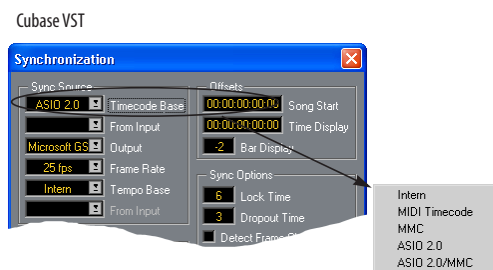 Cubase VST
Synchronization
Sync Source
ASIO 2.0 Timecode Base
From Input
Microsoft GS Output
25 fps Frame Rate
Intern Tempo Base
From Input
Offsets
00:00:00:00:00 Song Start
00:00:00:00:00 Time Display
-2 Bar Display
Sync Options
6 Lock Time
3 Dropout Time
Detect
Intern
MIDI Timecode
MMC
ASIO 2.0
ASIO 2.0/MMC